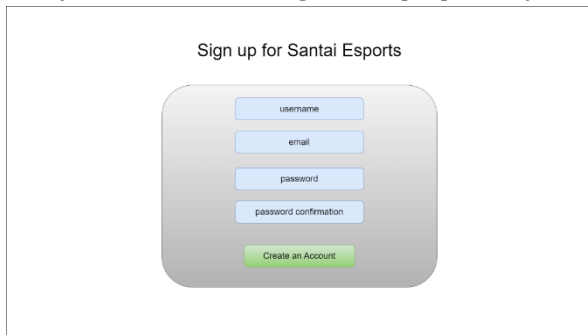 Sign up for Santai Esports
username
email
password
password confirmation
Create an Account